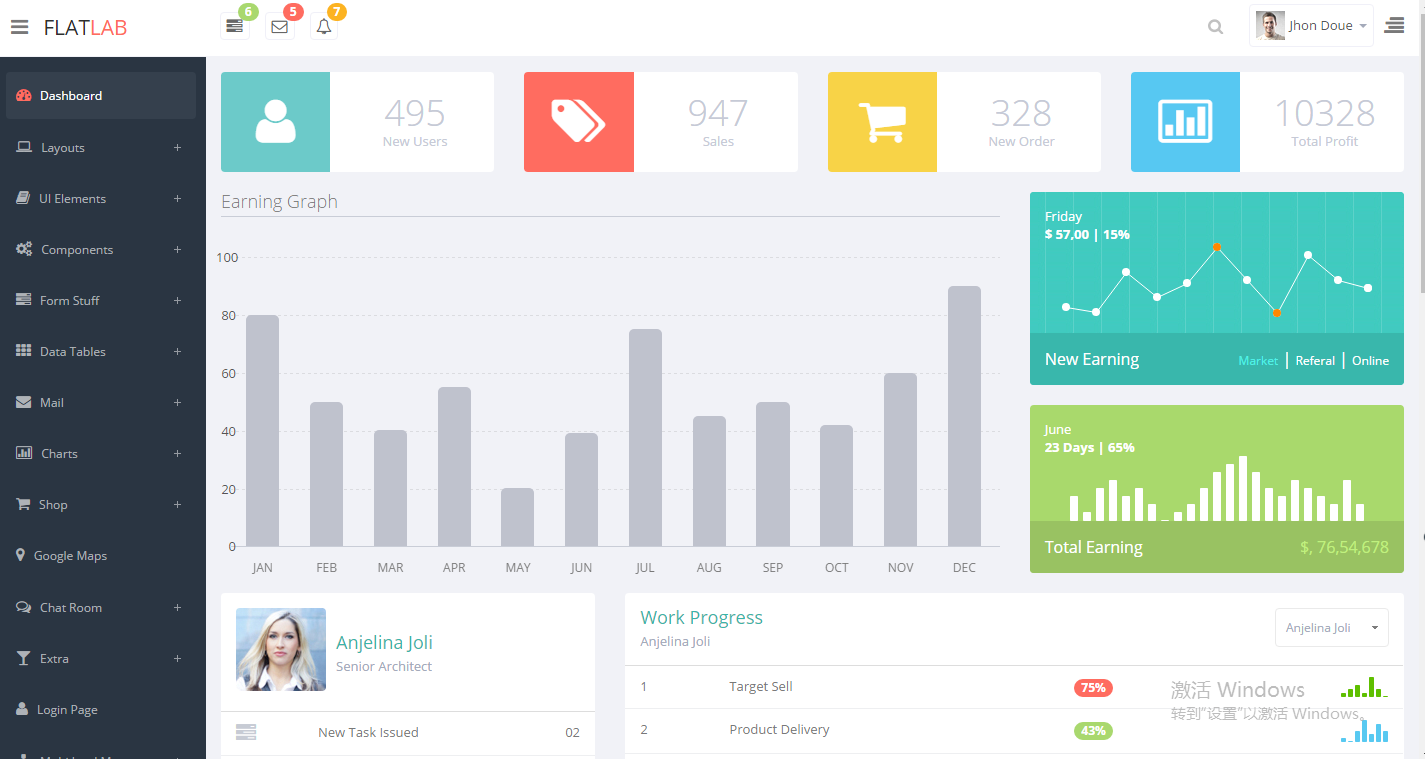 FLATLAB
6
5
7
Jhon Doue
Dashboard
Layouts +
UI Elements +
Components +
Form Stuff +
Data Tables +
Mail +
Charts +
Shop +
Google Maps
Chat Room +
Extra +
Login Page
495
New Users
947
Sales
328
New Order
10328
Total Profit
Earning Graph
100
80
60
40
20
0
JAN FEB MAR APR MAY JUN JUL AUG SEP OCT NOV DEC
Friday
$ 57,00 | 15%
New Earning
Market | Referal | Online
June
23 Days | 65%
Total Earning
$, 76,54,678
Anjelina Joli
Senior Architect
New Task Issued 02
Work Progress
Anjelina Joli
Anjelina Joli
1 Target Sell 75%
2 Product Delivery 43%
激活 Windows
转到“设置”以激活 Windows。